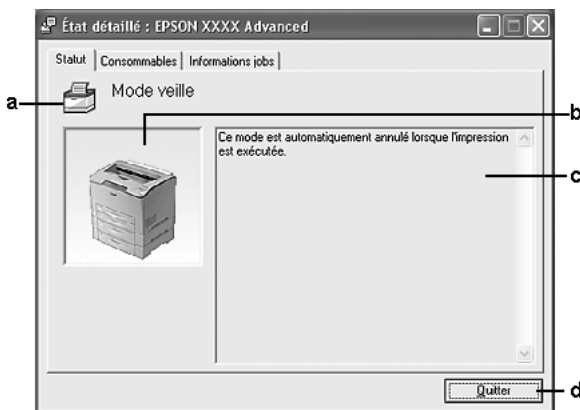 État détaillé : EPSON XXXX Advanced
Statut Consommables Informations jobs
a
Mode veille
b
Ce mode est automatiquement annulé lorsque l'impression
est exécutée.
c
Quitter
d